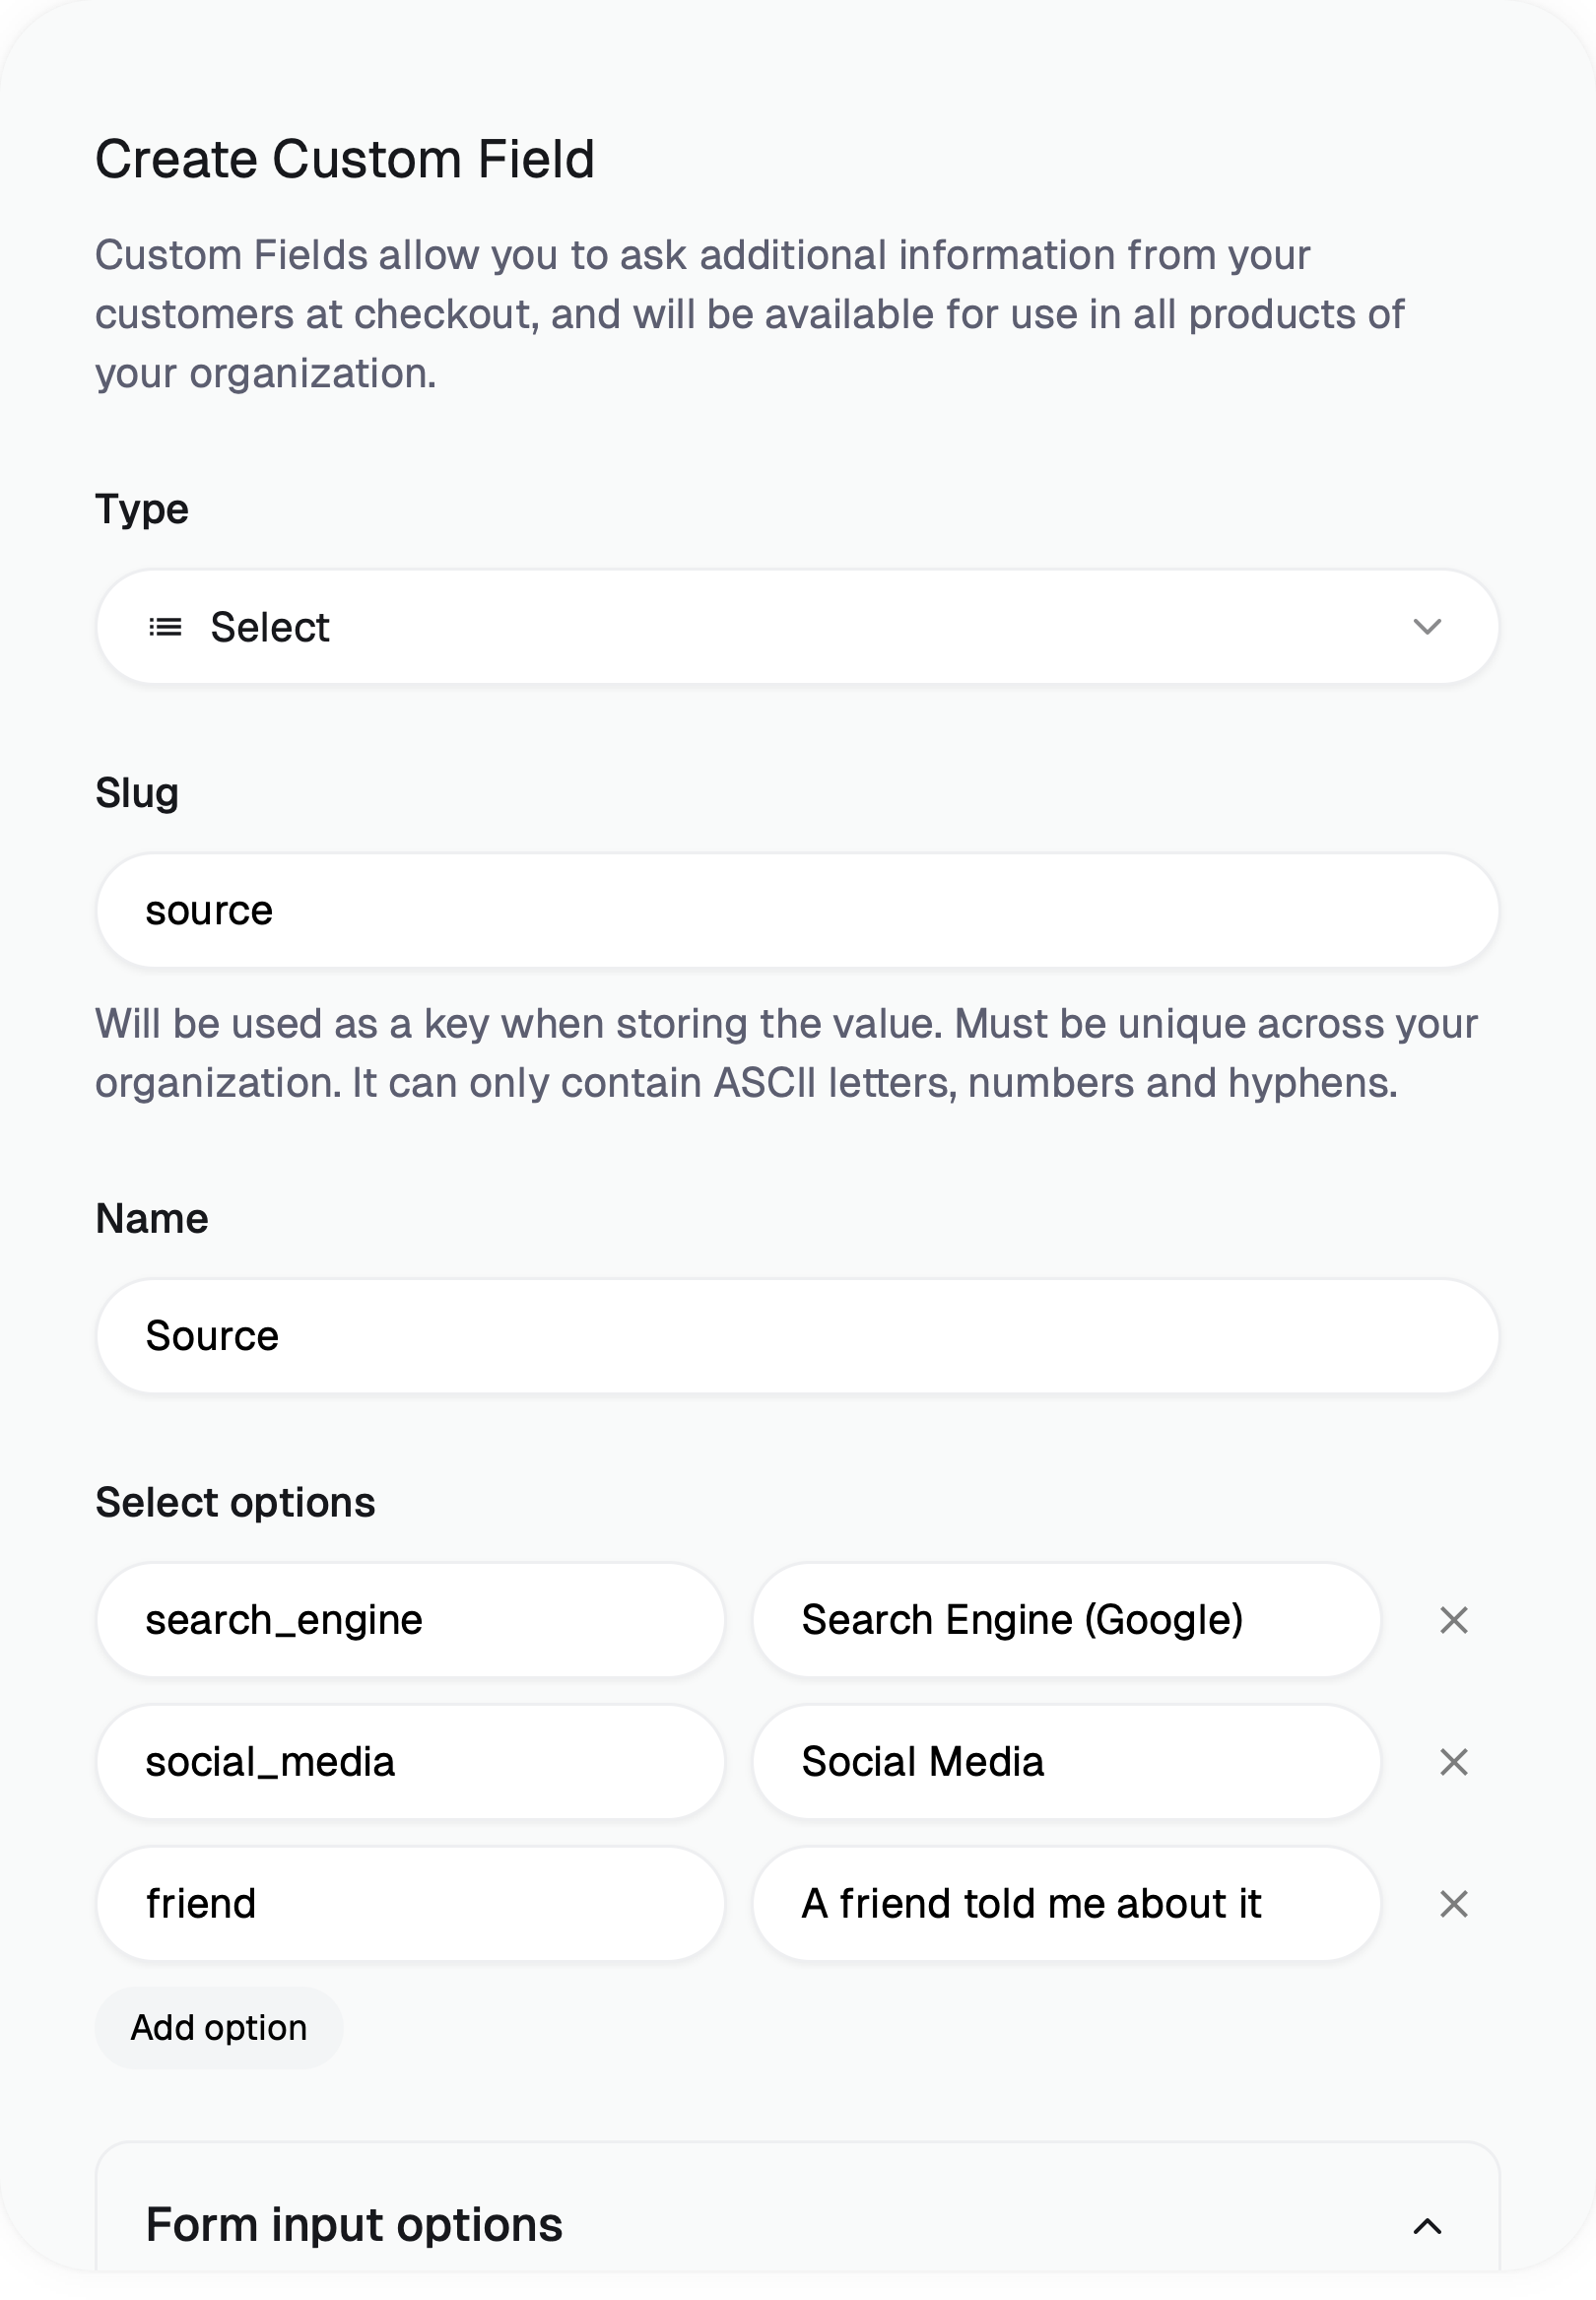 Create Custom Field
Custom Fields allow you to ask additional information from your
customers at checkout, and will be available for use in all products of
your organization.
Type
Select
Slug
source
Will be used as a key when storing the value. Must be unique across your
organization. It can only contain ASCII letters, numbers and hyphens.
Name
Source
Select options
search_engine Search Engine (Google)
social_media Social Media
friend A friend told me about it
Add option
Form input options